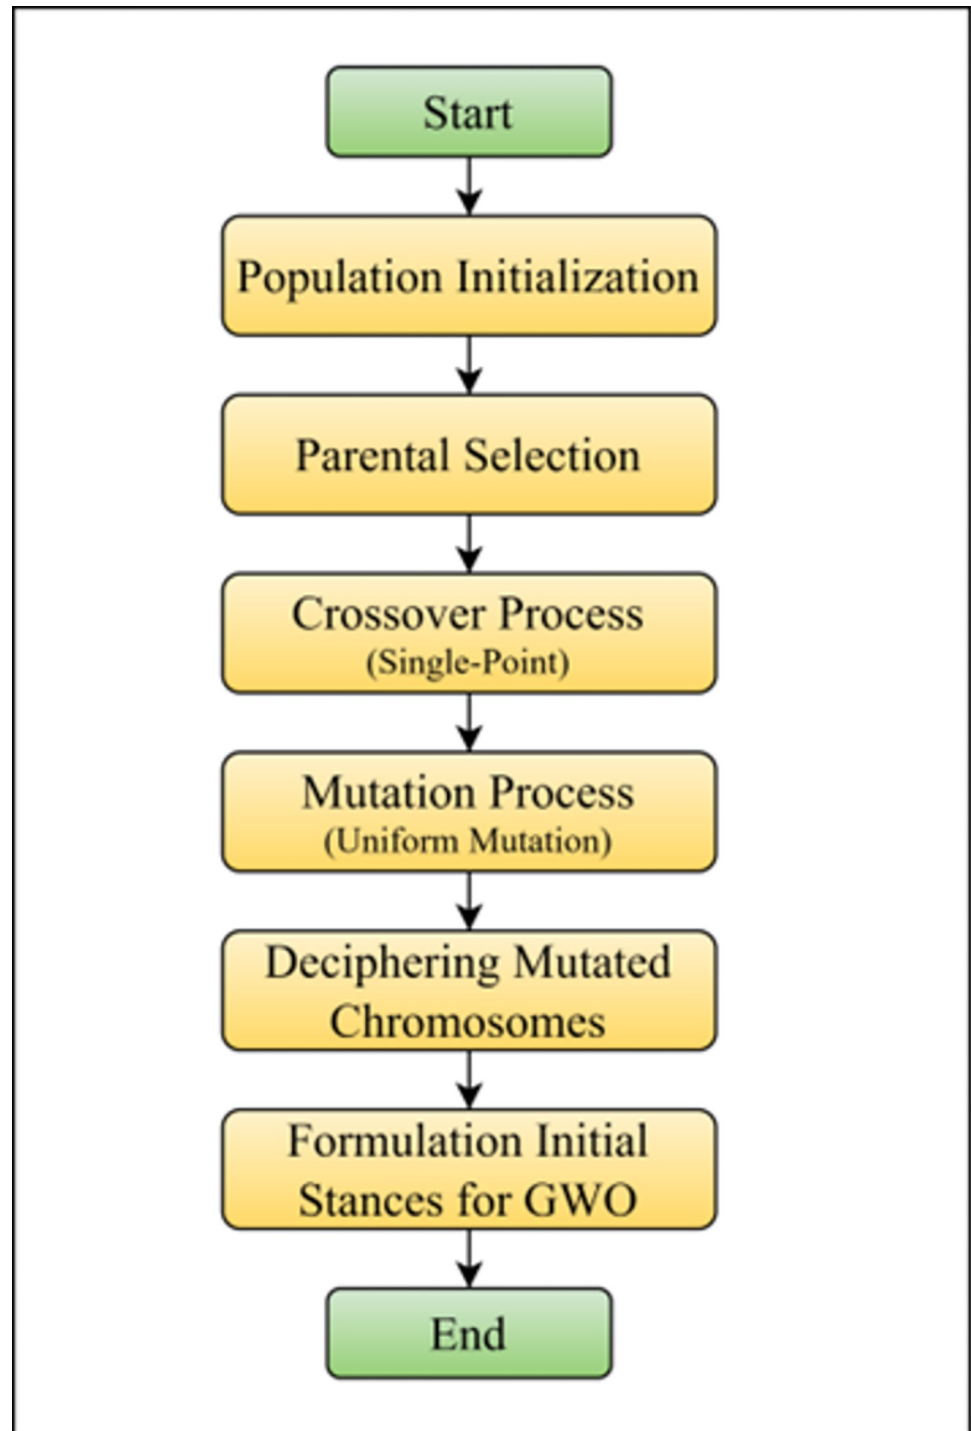 Start
Population Initialization
Parental Selection
Crossover Process
(Single-Point)
Mutation Process
(Uniform Mutation)
Deciphering Mutated
Chromosomes
Formulation Initial
Stances for GWO
End